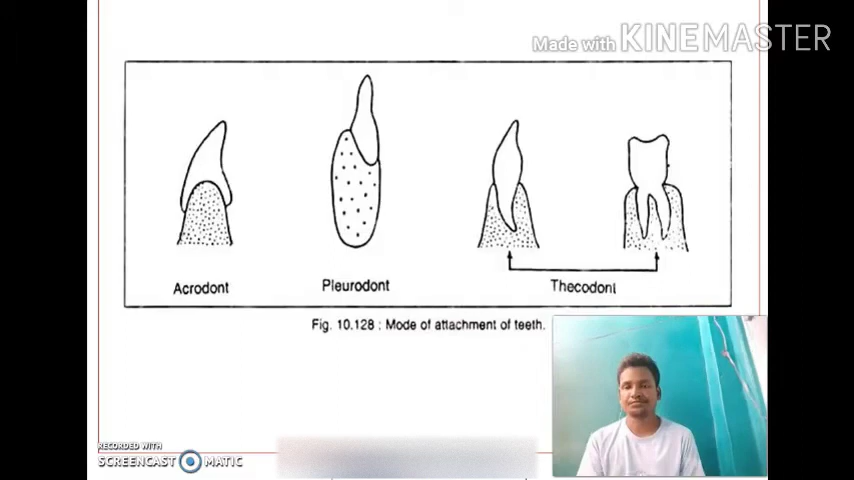 Made with KINEMASTER
Acrodont
Pleurodont
Thecodont
Fig. 10.128 : Mode of attachment of teeth.
RECORDED WITH
SCREENCAST MATIC